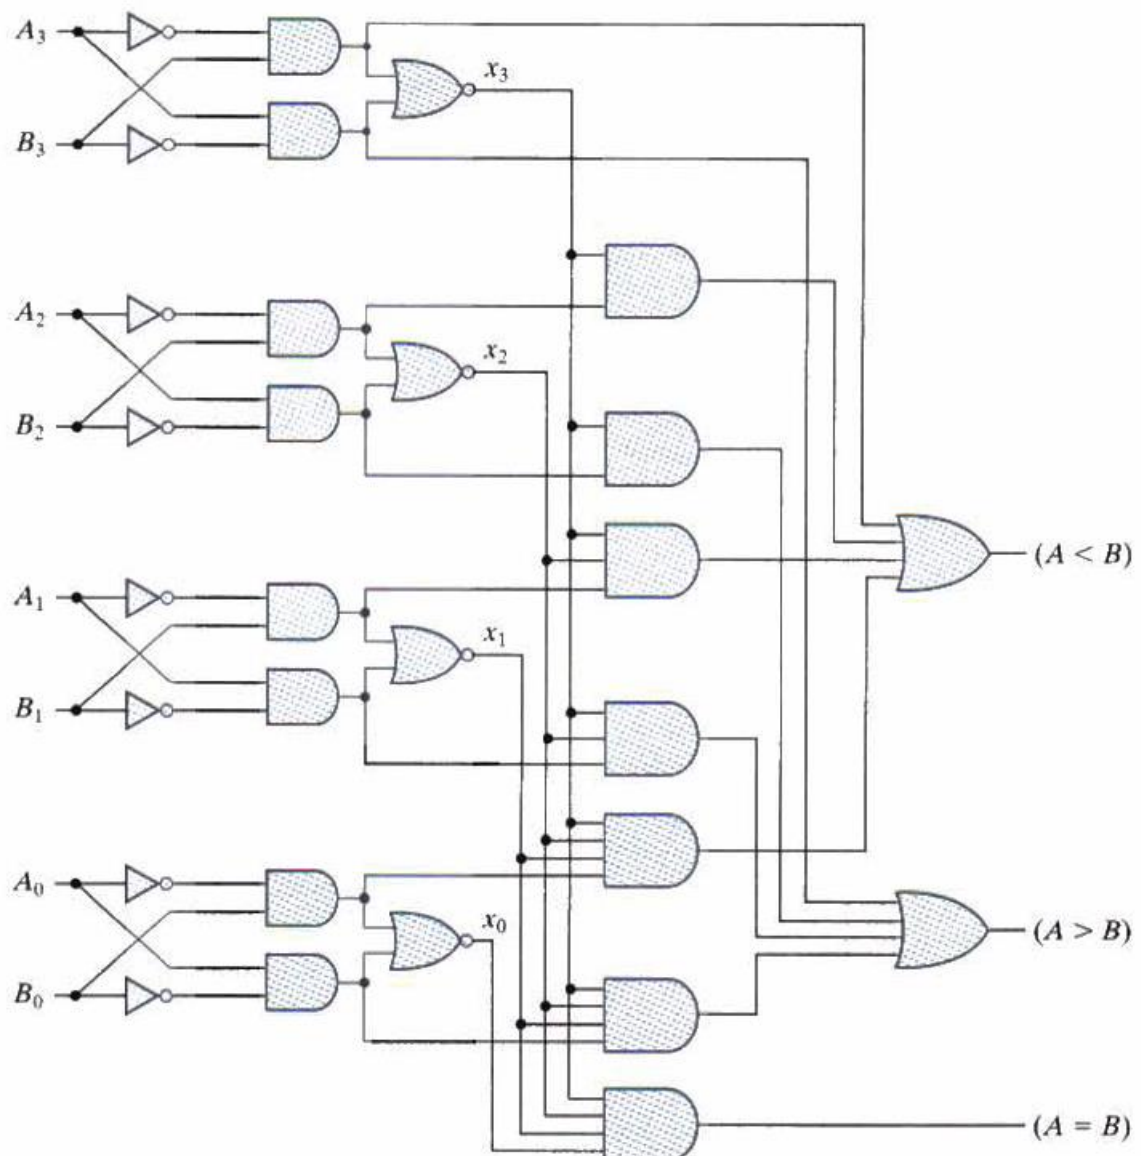 A₃
x₃
B₃
A₂
x₂
B₂
(A < B)
A₁
x₁
B₁
A₀
x₀
(A > B)
B₀
(A = B)